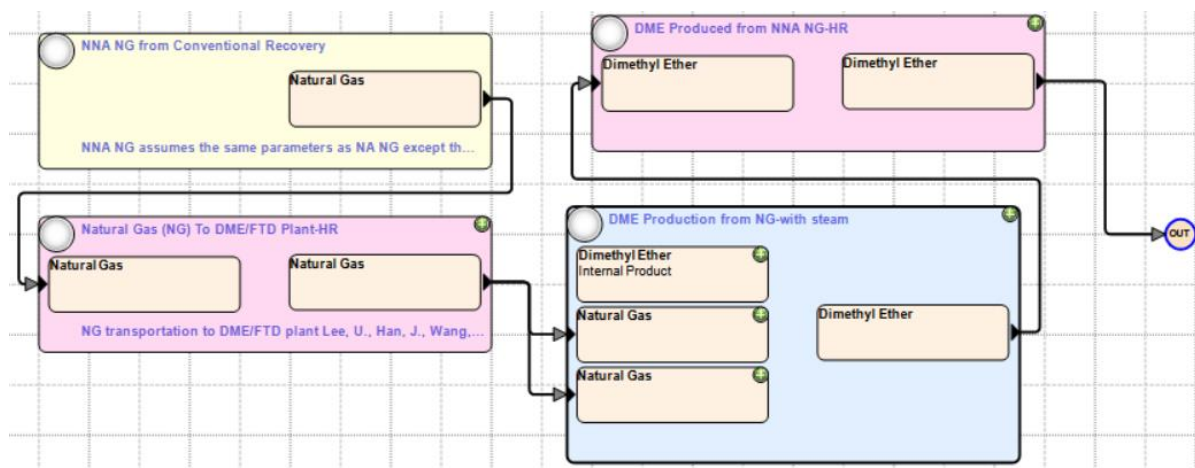 NNA NG from Conventional Recovery
Natural Gas
NNA NG assumes the same parameters as NA NG except th...
Natural Gas (NG) To DME/FTD Plant-HR
Natural Gas
Natural Gas
NG transportation to DME/FTD plant Lee, U., Han, J., Wang,...
DME Produced from NNA NG-HR
Dimethyl Ether
Dimethyl Ether
DME Production from NG-with steam
Dimethyl Ether
Internal Product
Natural Gas
Natural Gas
Dimethyl Ether
OUT